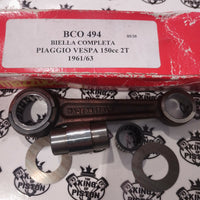 BCO 494
BIELLA COMPLETA
PIAGGIO VESPA 150cc 2T
1961/63
KING
PISTON
KING
PISTON